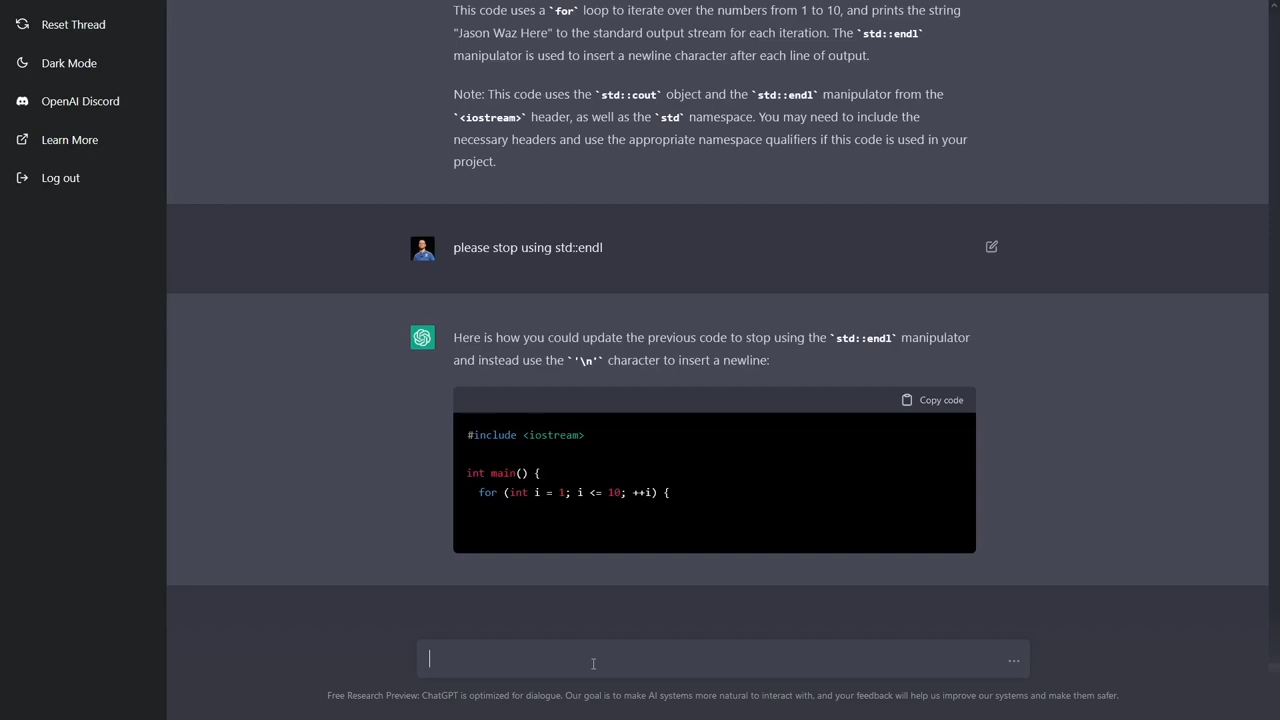 Reset Thread
Dark Mode
OpenAI Discord
Learn More
Log out
This code uses a `for` loop to iterate over the numbers from 1 to 10, and prints the string
"Jason Waz Here" to the standard output stream for each iteration. The `std::endl`
manipulator is used to insert a newline character after each line of output.
Note: This code uses the `std::cout` object and the `std::endl` manipulator from the
`<iostream>` header, as well as the `std` namespace. You may need to include the
necessary headers and use the appropriate namespace qualifiers if this code is used in your
project.
please stop using std::endl
Here is how you could update the previous code to stop using the `std::endl` manipulator
and instead use the `'\n'` character to insert a newline:
Copy code
#include <iostream>
int main() {
for (int i = 1; i <= 10; ++i) {
Free Research Preview: ChatGPT is optimized for dialogue. Our goal is to make AI systems more natural to interact with, and your feedback will help us improve our systems and make them safer.